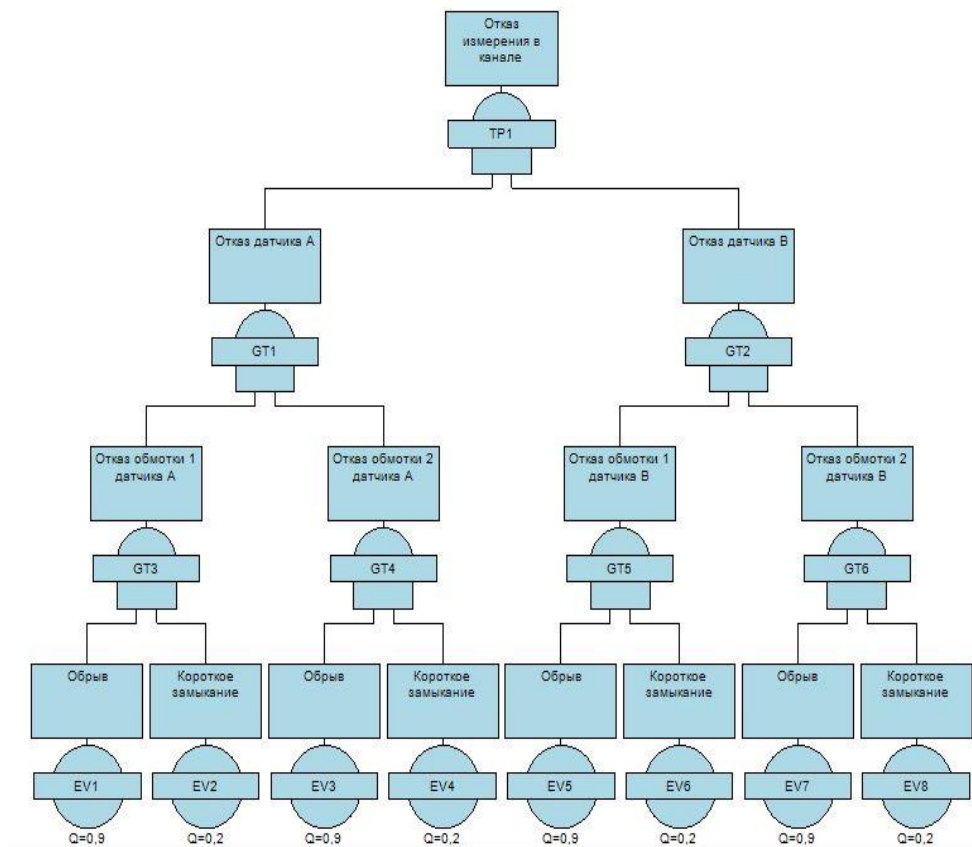 Отказ
измерения в
канале
TP1
Отказ датчика А
Отказ датчика В
GT1
GT2
Отказ обмотки 1
датчика А
Отказ обмотки 2
датчика А
Отказ обмотки 1
датчика В
Отказ обмотки 2
датчика В
GT3
GT4
GT5
GT6
Обрыв
Короткое
замыкание
Обрыв
Короткое
замыкание
Обрыв
Короткое
замыкание
Обрыв
Короткое
замыкание
EV1
EV2
EV3
EV4
EV5
EV6
EV7
EV8
Q=0,9
Q=0,2
Q=0,9
Q=0,2
Q=0,9
Q=0,2
Q=0,9
Q=0,2